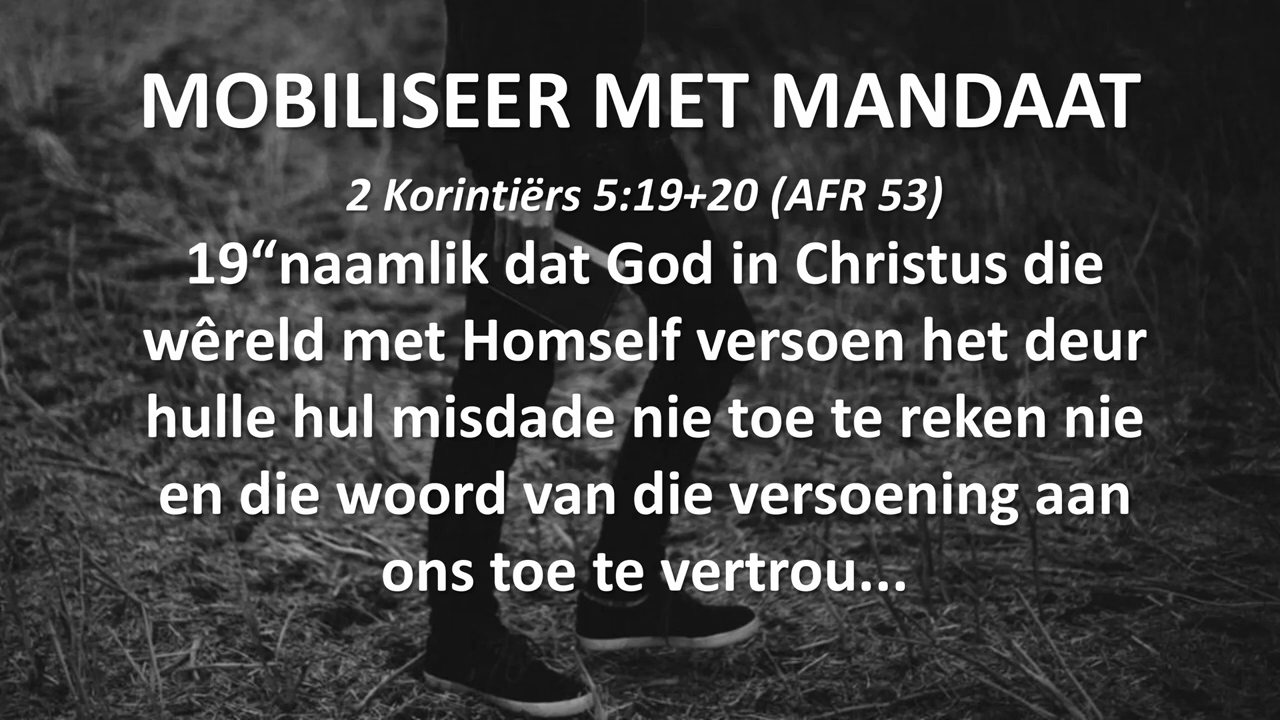 MOBILISEER MET MANDAAT
2 Korintiërs 5:19+20 (AFR 53)
19“naamlik dat God in Christus die
wêreld met Homself versoen het deur
hulle hul misdade nie toe te reken nie
en die woord van die versoening aan
ons toe te vertrou...